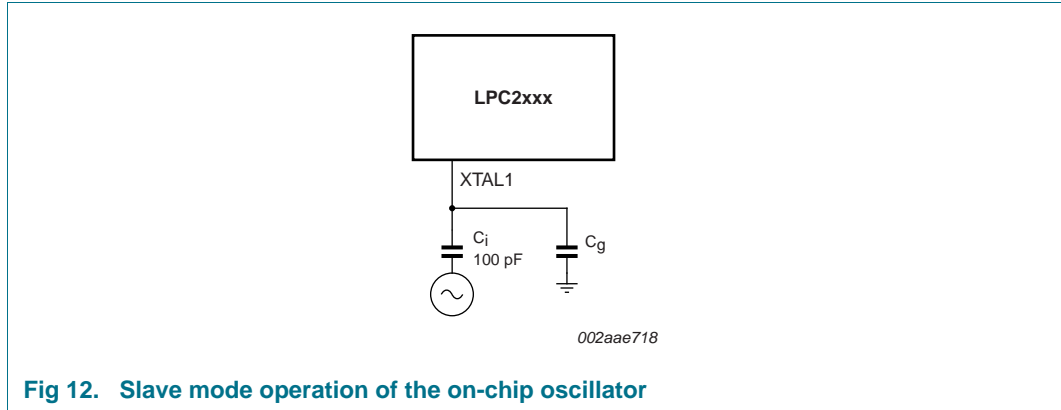 LPC2xxx
XTAL1
Ci
100 pF
Cg
002aae718
Fig 12. Slave mode operation of the on-chip oscillator